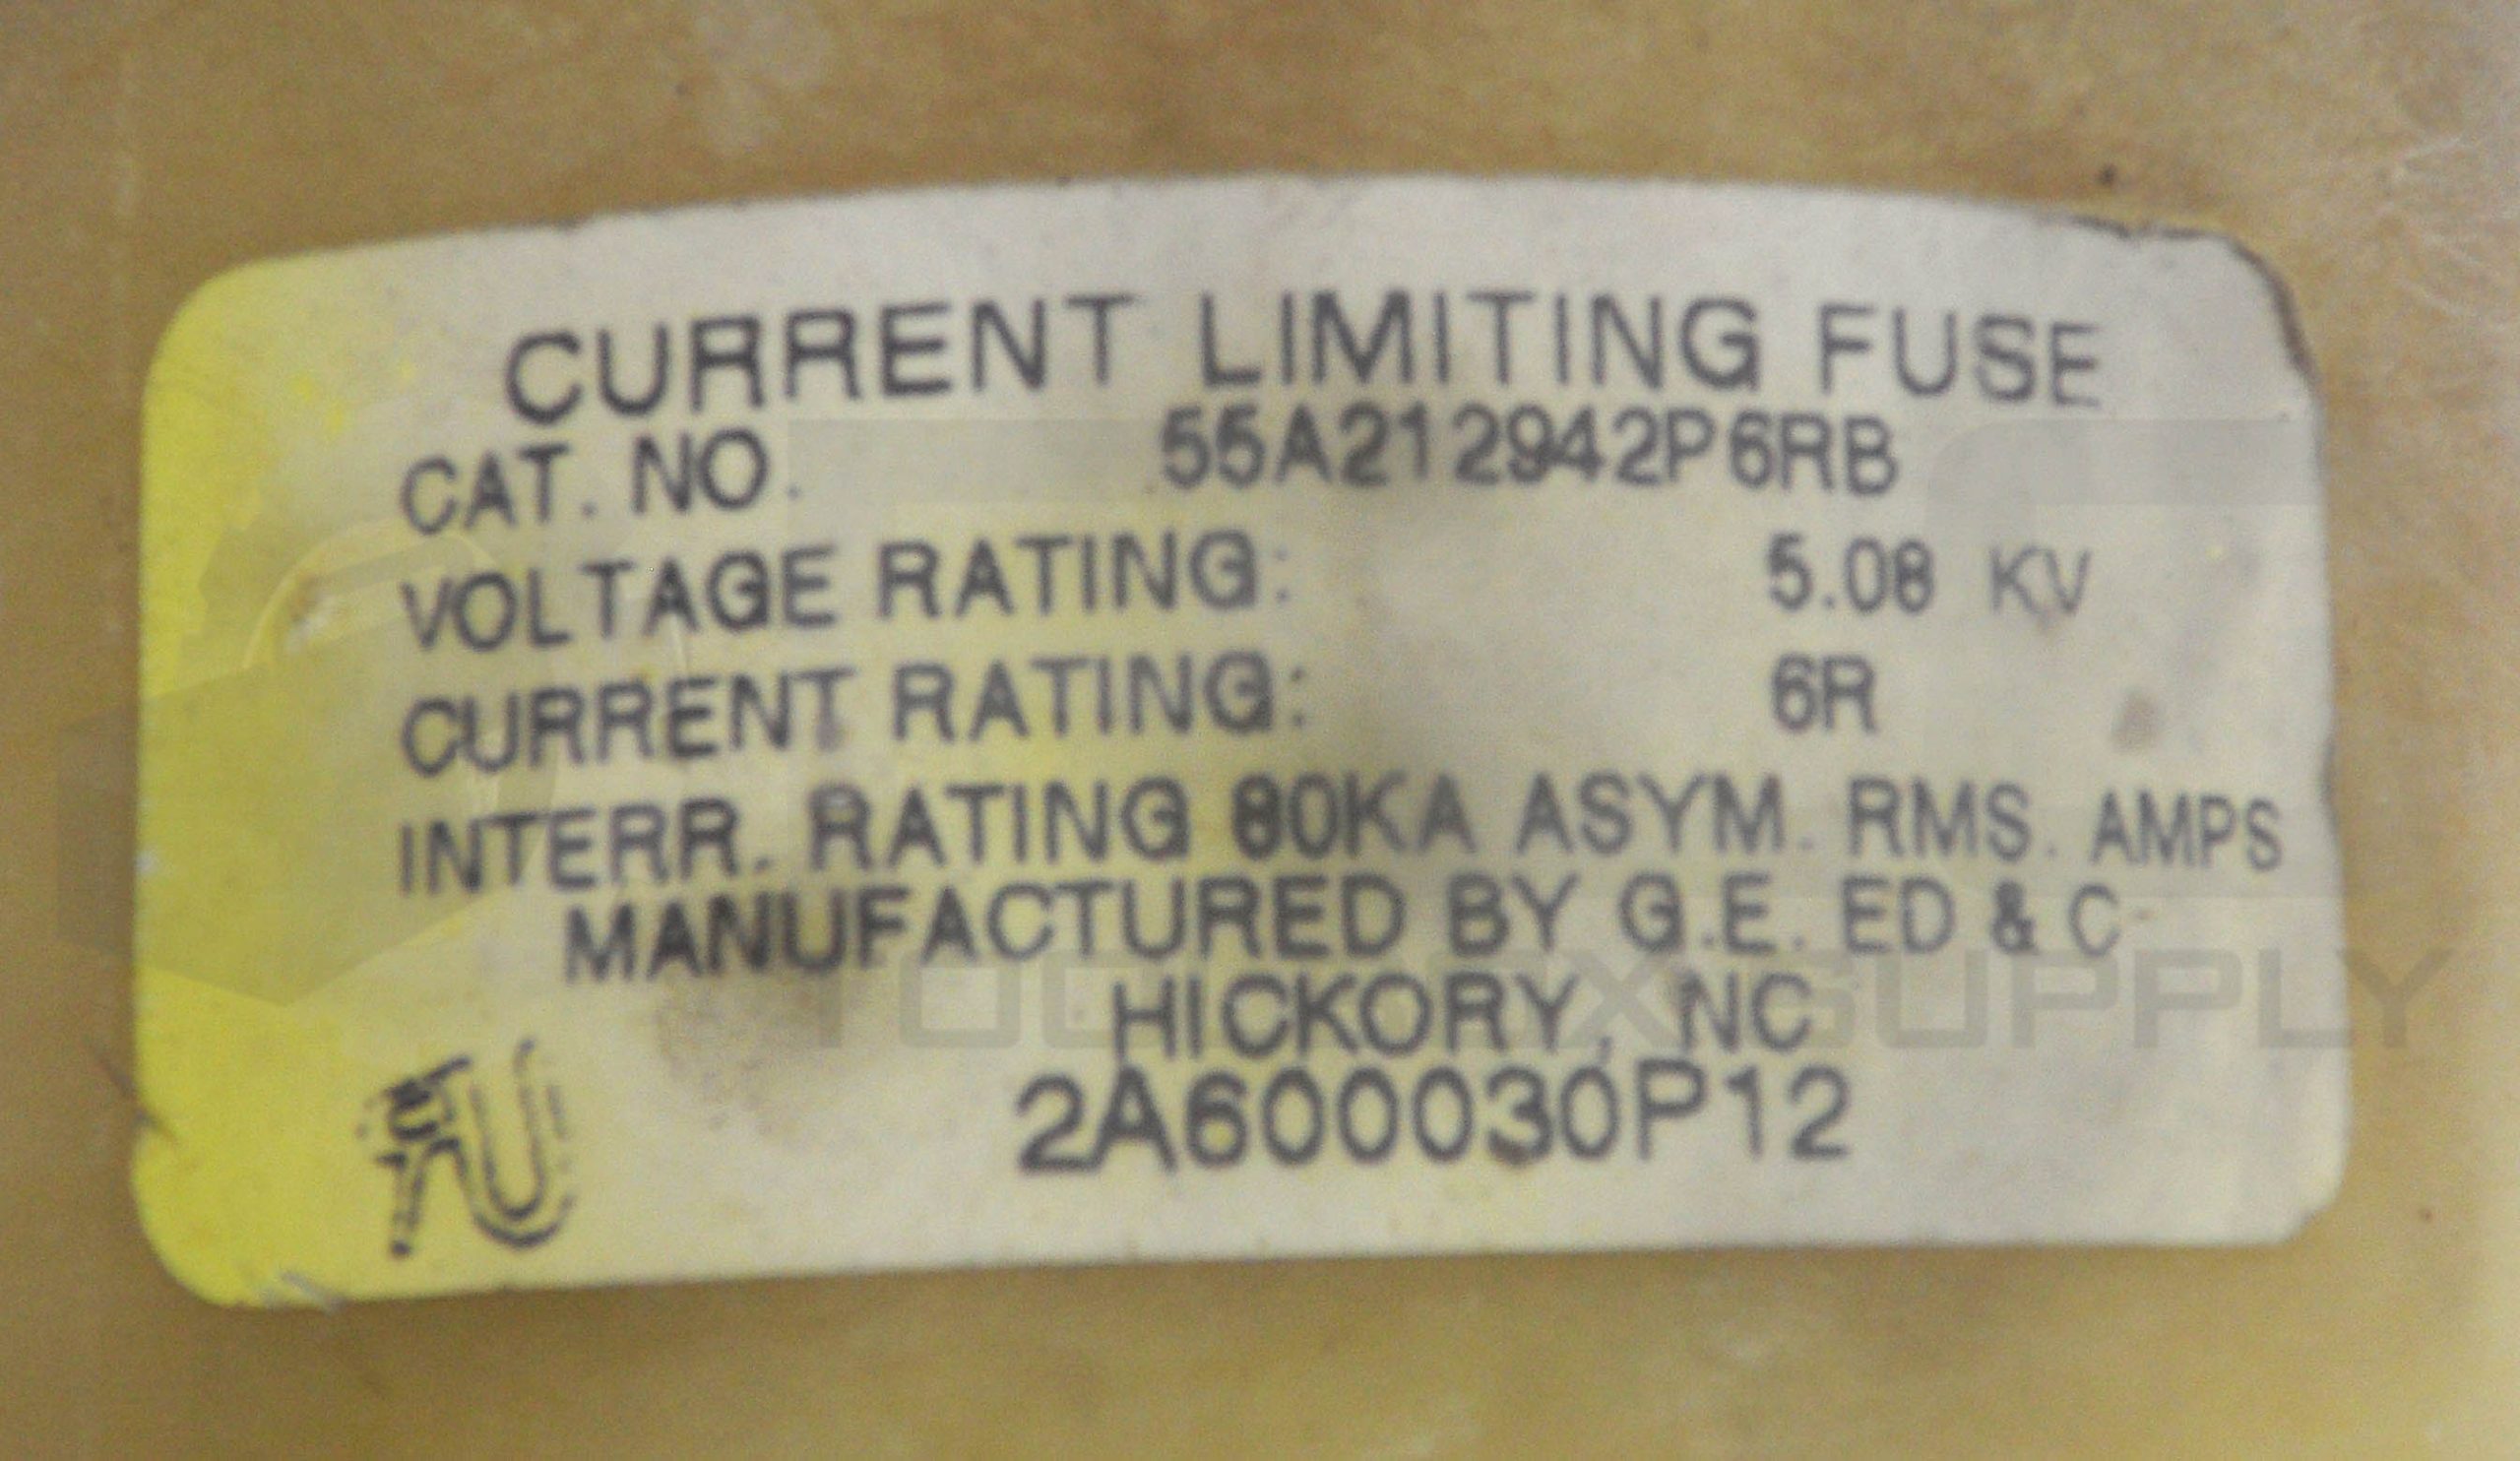 CURRENT LIMITING FUSE
CAT. NO. 55A212942P6RB
VOLTAGE RATING: 5.08 KV
CURRENT RATING: 6R
INTERR. RATING 80KA ASYM. RMS. AMPS
MANUFACTURED BY G.E. ED & C-
HICKORY, NC
2A600030P12
SUPPLY